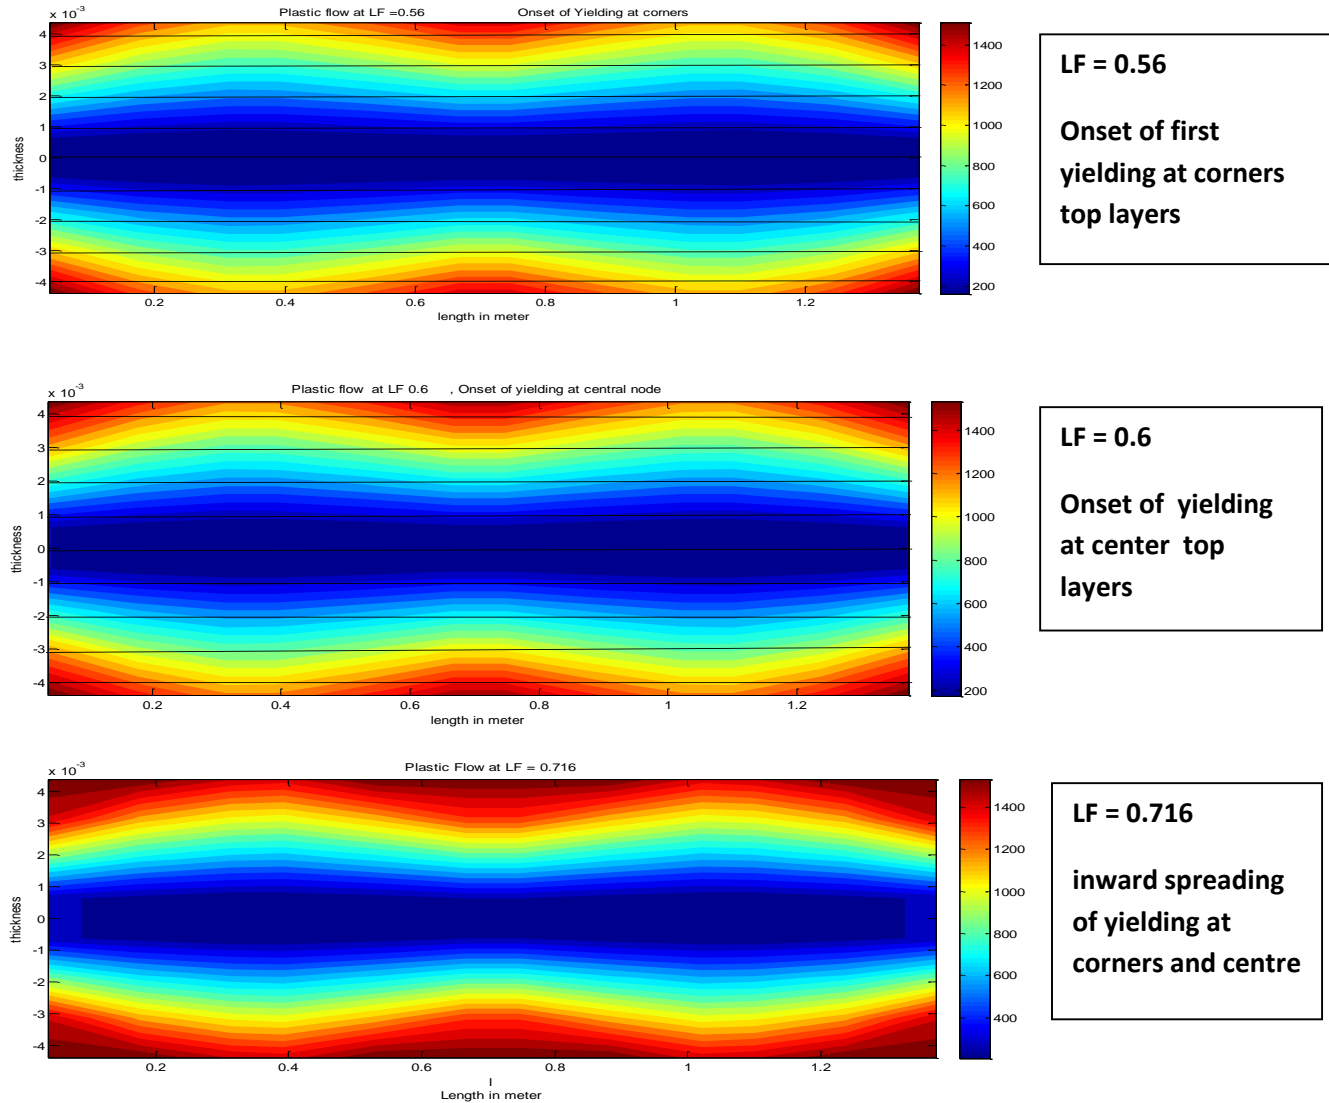 x 10⁻³
Plastic flow at LF =0.56 Onset of Yielding at corners
4
3
2
1
0
-1
-2
-3
-4
thickness
0.2 0.4 0.6 0.8 1 1.2
length in meter
1400
1200
1000
800
600
400
200
LF = 0.56
Onset of first
yielding at corners
top layers
x 10⁻³
Plastic flow at LF 0.6 , Onset of yielding at central node
4
3
2
1
0
-1
-2
-3
-4
thickness
0.2 0.4 0.6 0.8 1 1.2
length in meter
1400
1200
1000
800
600
400
200
LF = 0.6
Onset of yielding
at center top
layers
x 10⁻³
Plastic Flow at LF = 0.716
4
3
2
1
0
-1
-2
-3
-4
thickness
0.2 0.4 0.6 0.8 1 1.2
l
Length in meter
1400
1200
1000
800
600
400
LF = 0.716
inward spreading
of yielding at
corners and centre